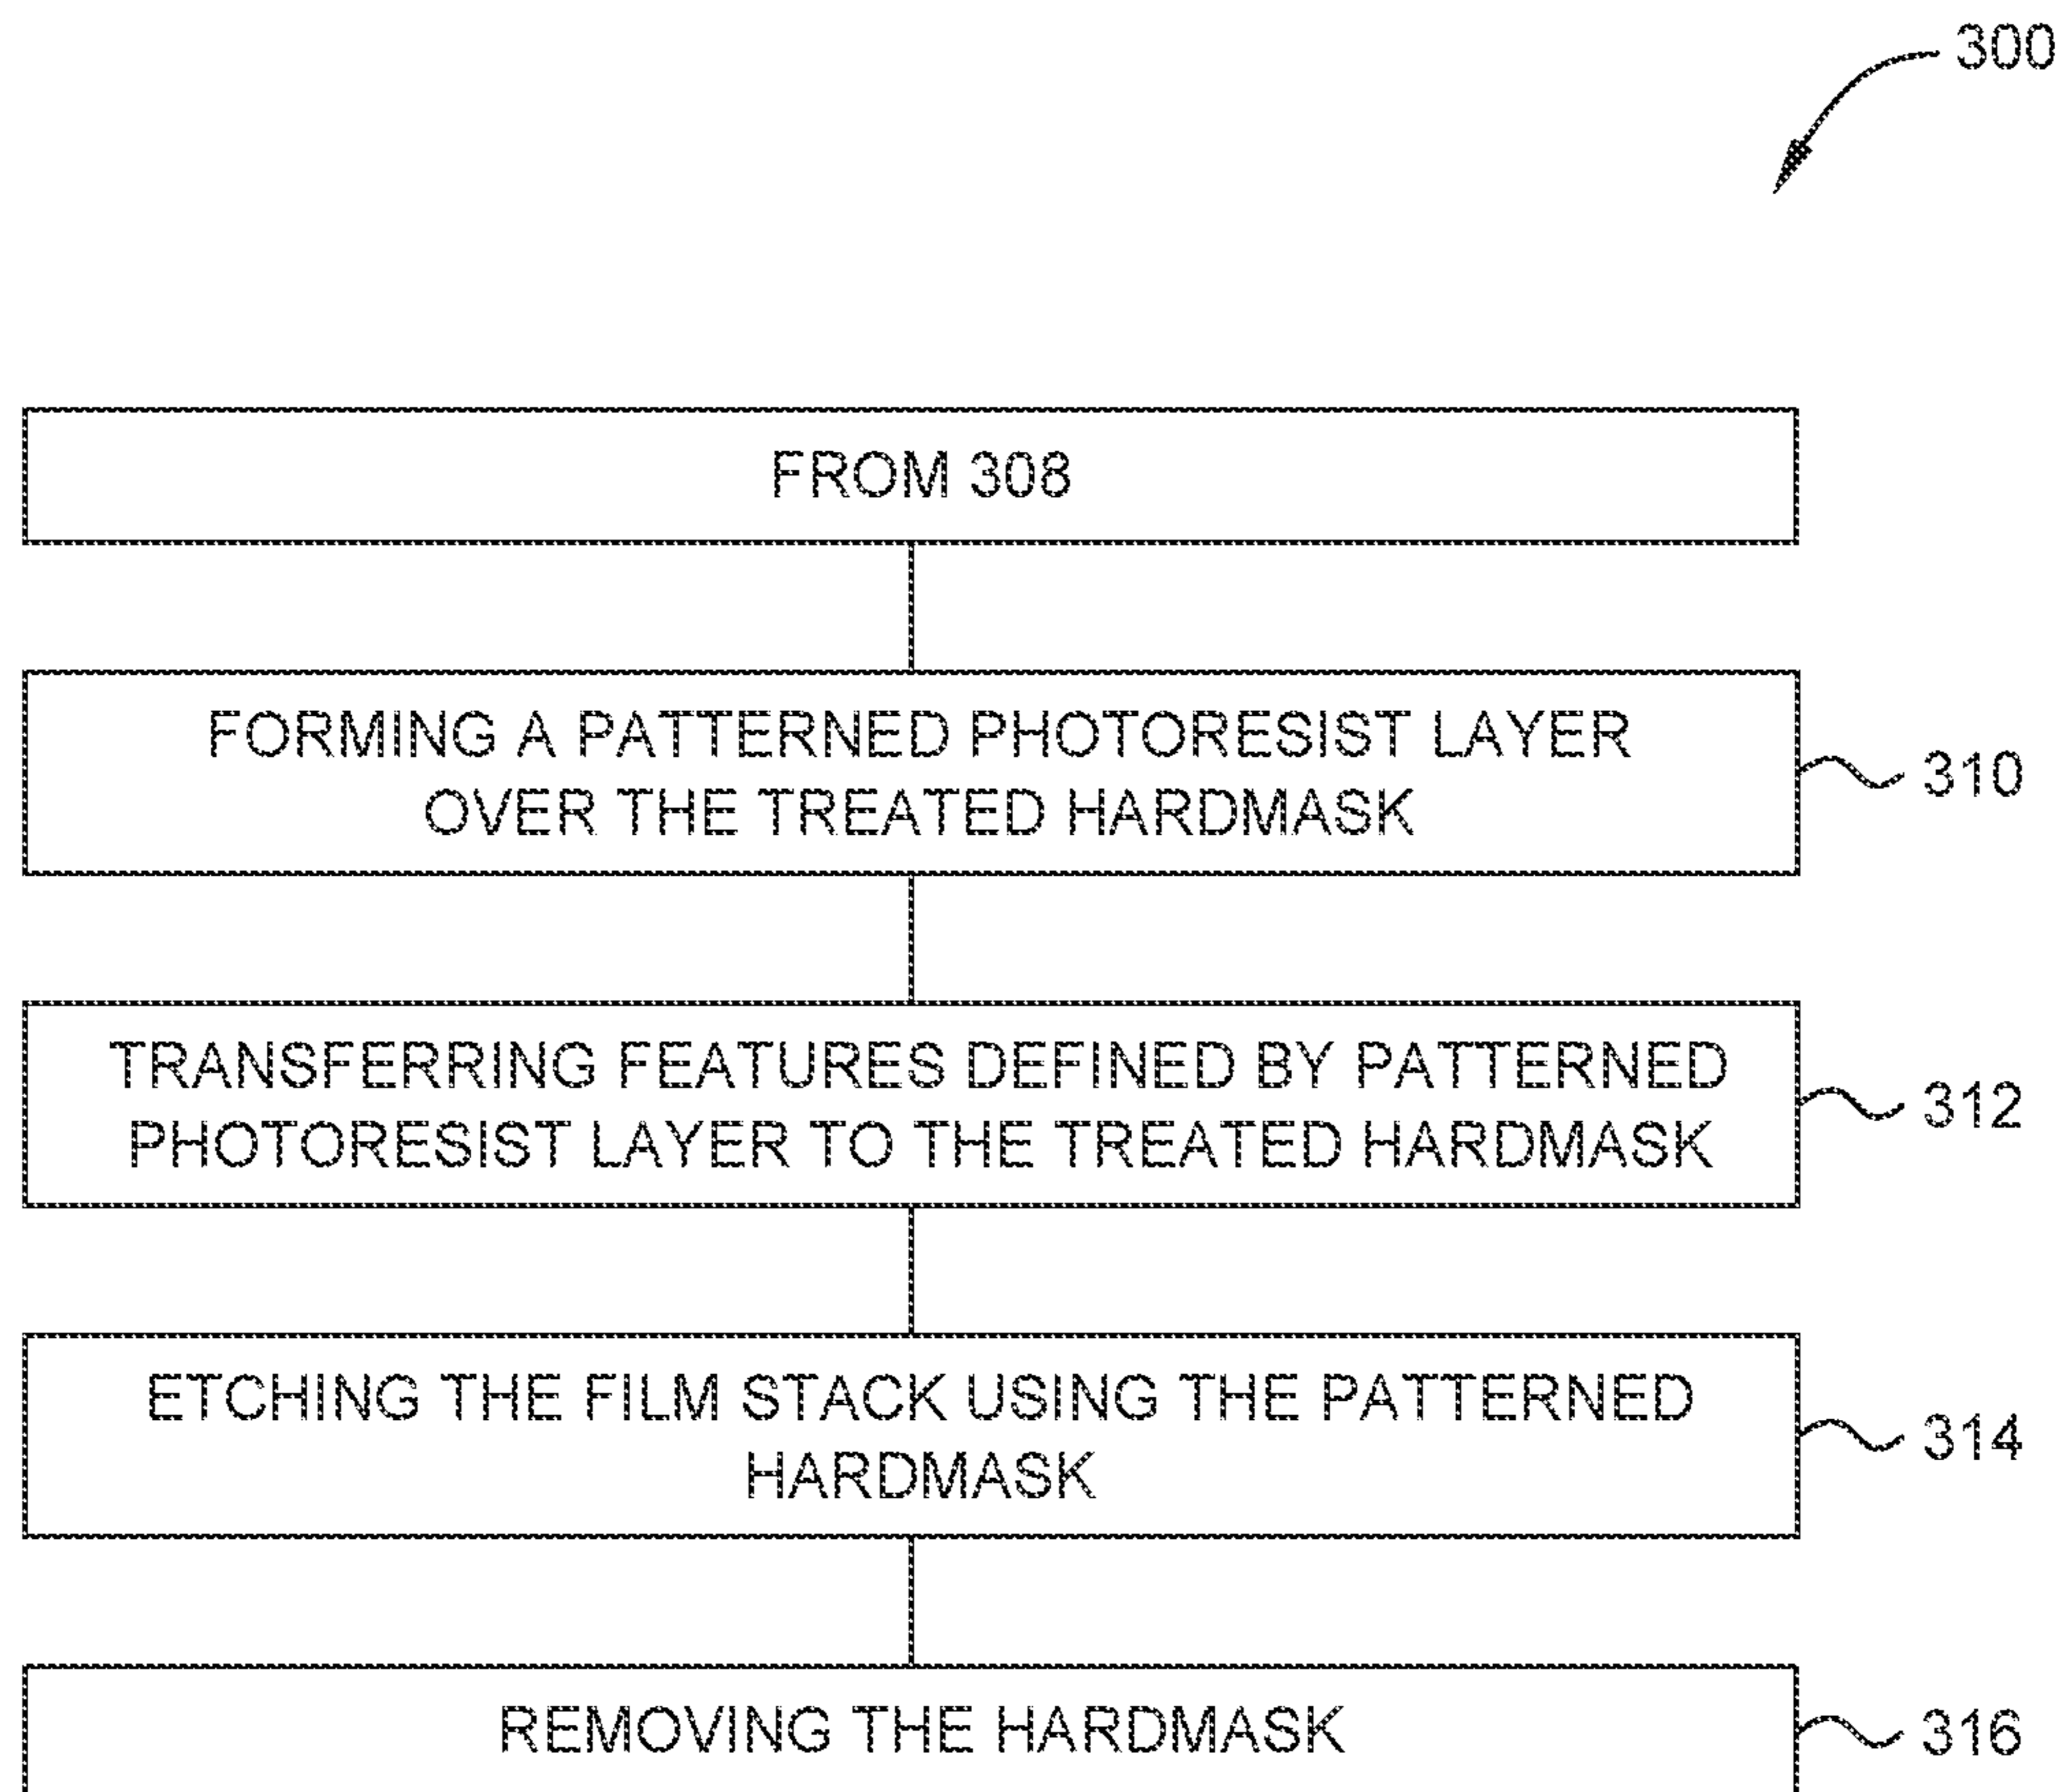 300
FROM 308
FORMING A PATTERNED PHOTORESIST LAYER
OVER THE TREATED HARDMASK
310
TRANSFERRING FEATURES DEFINED BY PATTERNED
PHOTORESIST LAYER TO THE TREATED HARDMASK
312
ETCHING THE FILM STACK USING THE PATTERNED
HARDMASK
314
REMOVING THE HARDMASK
316